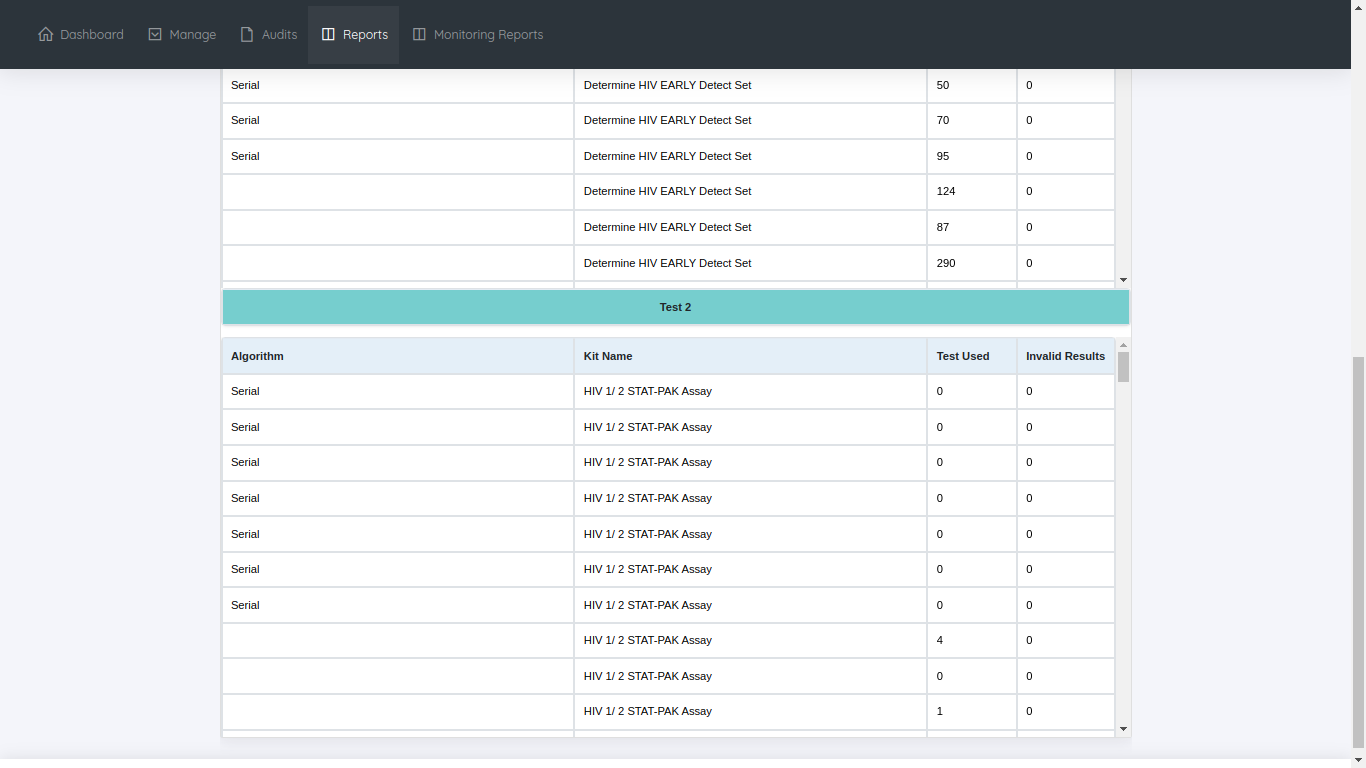 Dashboard Manage Audits Reports Monitoring Reports
Serial Determine HIV EARLY Detect Set 50 0
Serial Determine HIV EARLY Detect Set 70 0
Serial Determine HIV EARLY Detect Set 95 0
Determine HIV EARLY Detect Set 124 0
Determine HIV EARLY Detect Set 87 0
Determine HIV EARLY Detect Set 290 0
Test 2
Algorithm Kit Name Test Used Invalid Results
Serial HIV 1/ 2 STAT-PAK Assay 0 0
Serial HIV 1/ 2 STAT-PAK Assay 0 0
Serial HIV 1/ 2 STAT-PAK Assay 0 0
Serial HIV 1/ 2 STAT-PAK Assay 0 0
Serial HIV 1/ 2 STAT-PAK Assay 0 0
Serial HIV 1/ 2 STAT-PAK Assay 0 0
Serial HIV 1/ 2 STAT-PAK Assay 0 0
HIV 1/ 2 STAT-PAK Assay 4 0
HIV 1/ 2 STAT-PAK Assay 0 0
HIV 1/ 2 STAT-PAK Assay 1 0